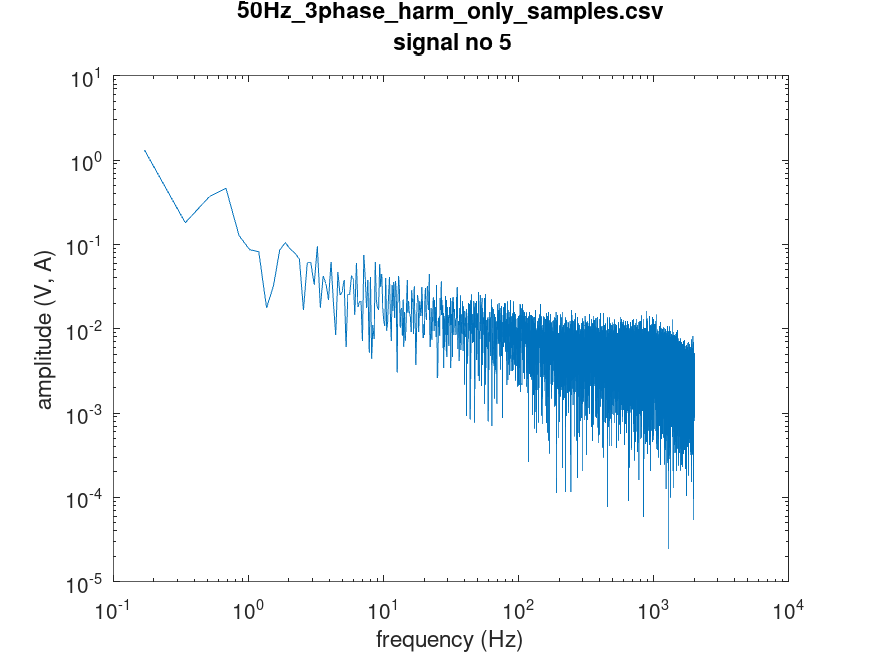 50Hz_3phase_harm_only_samples.csv
signal no 5
10^1
10^0
10^-1
10^-2
10^-3
10^-4
10^-5
amplitude (V, A)
10^-1 10^0 10^1 10^2 10^3 10^4
frequency (Hz)